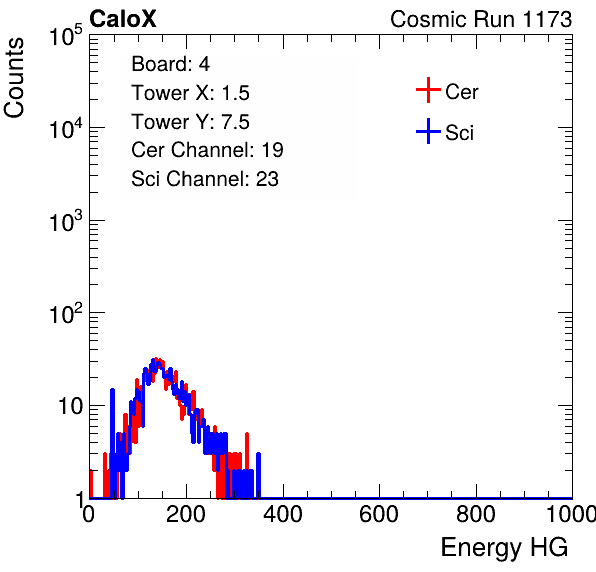 CaloX Cosmic Run 1173
Counts
10^5
10^4
10^3
10^2
10
1
Board: 4
Tower X: 1.5
Tower Y: 7.5
Cer Channel: 19
Sci Channel: 23
Cer
Sci
0 200 400 600 800 1000
Energy HG